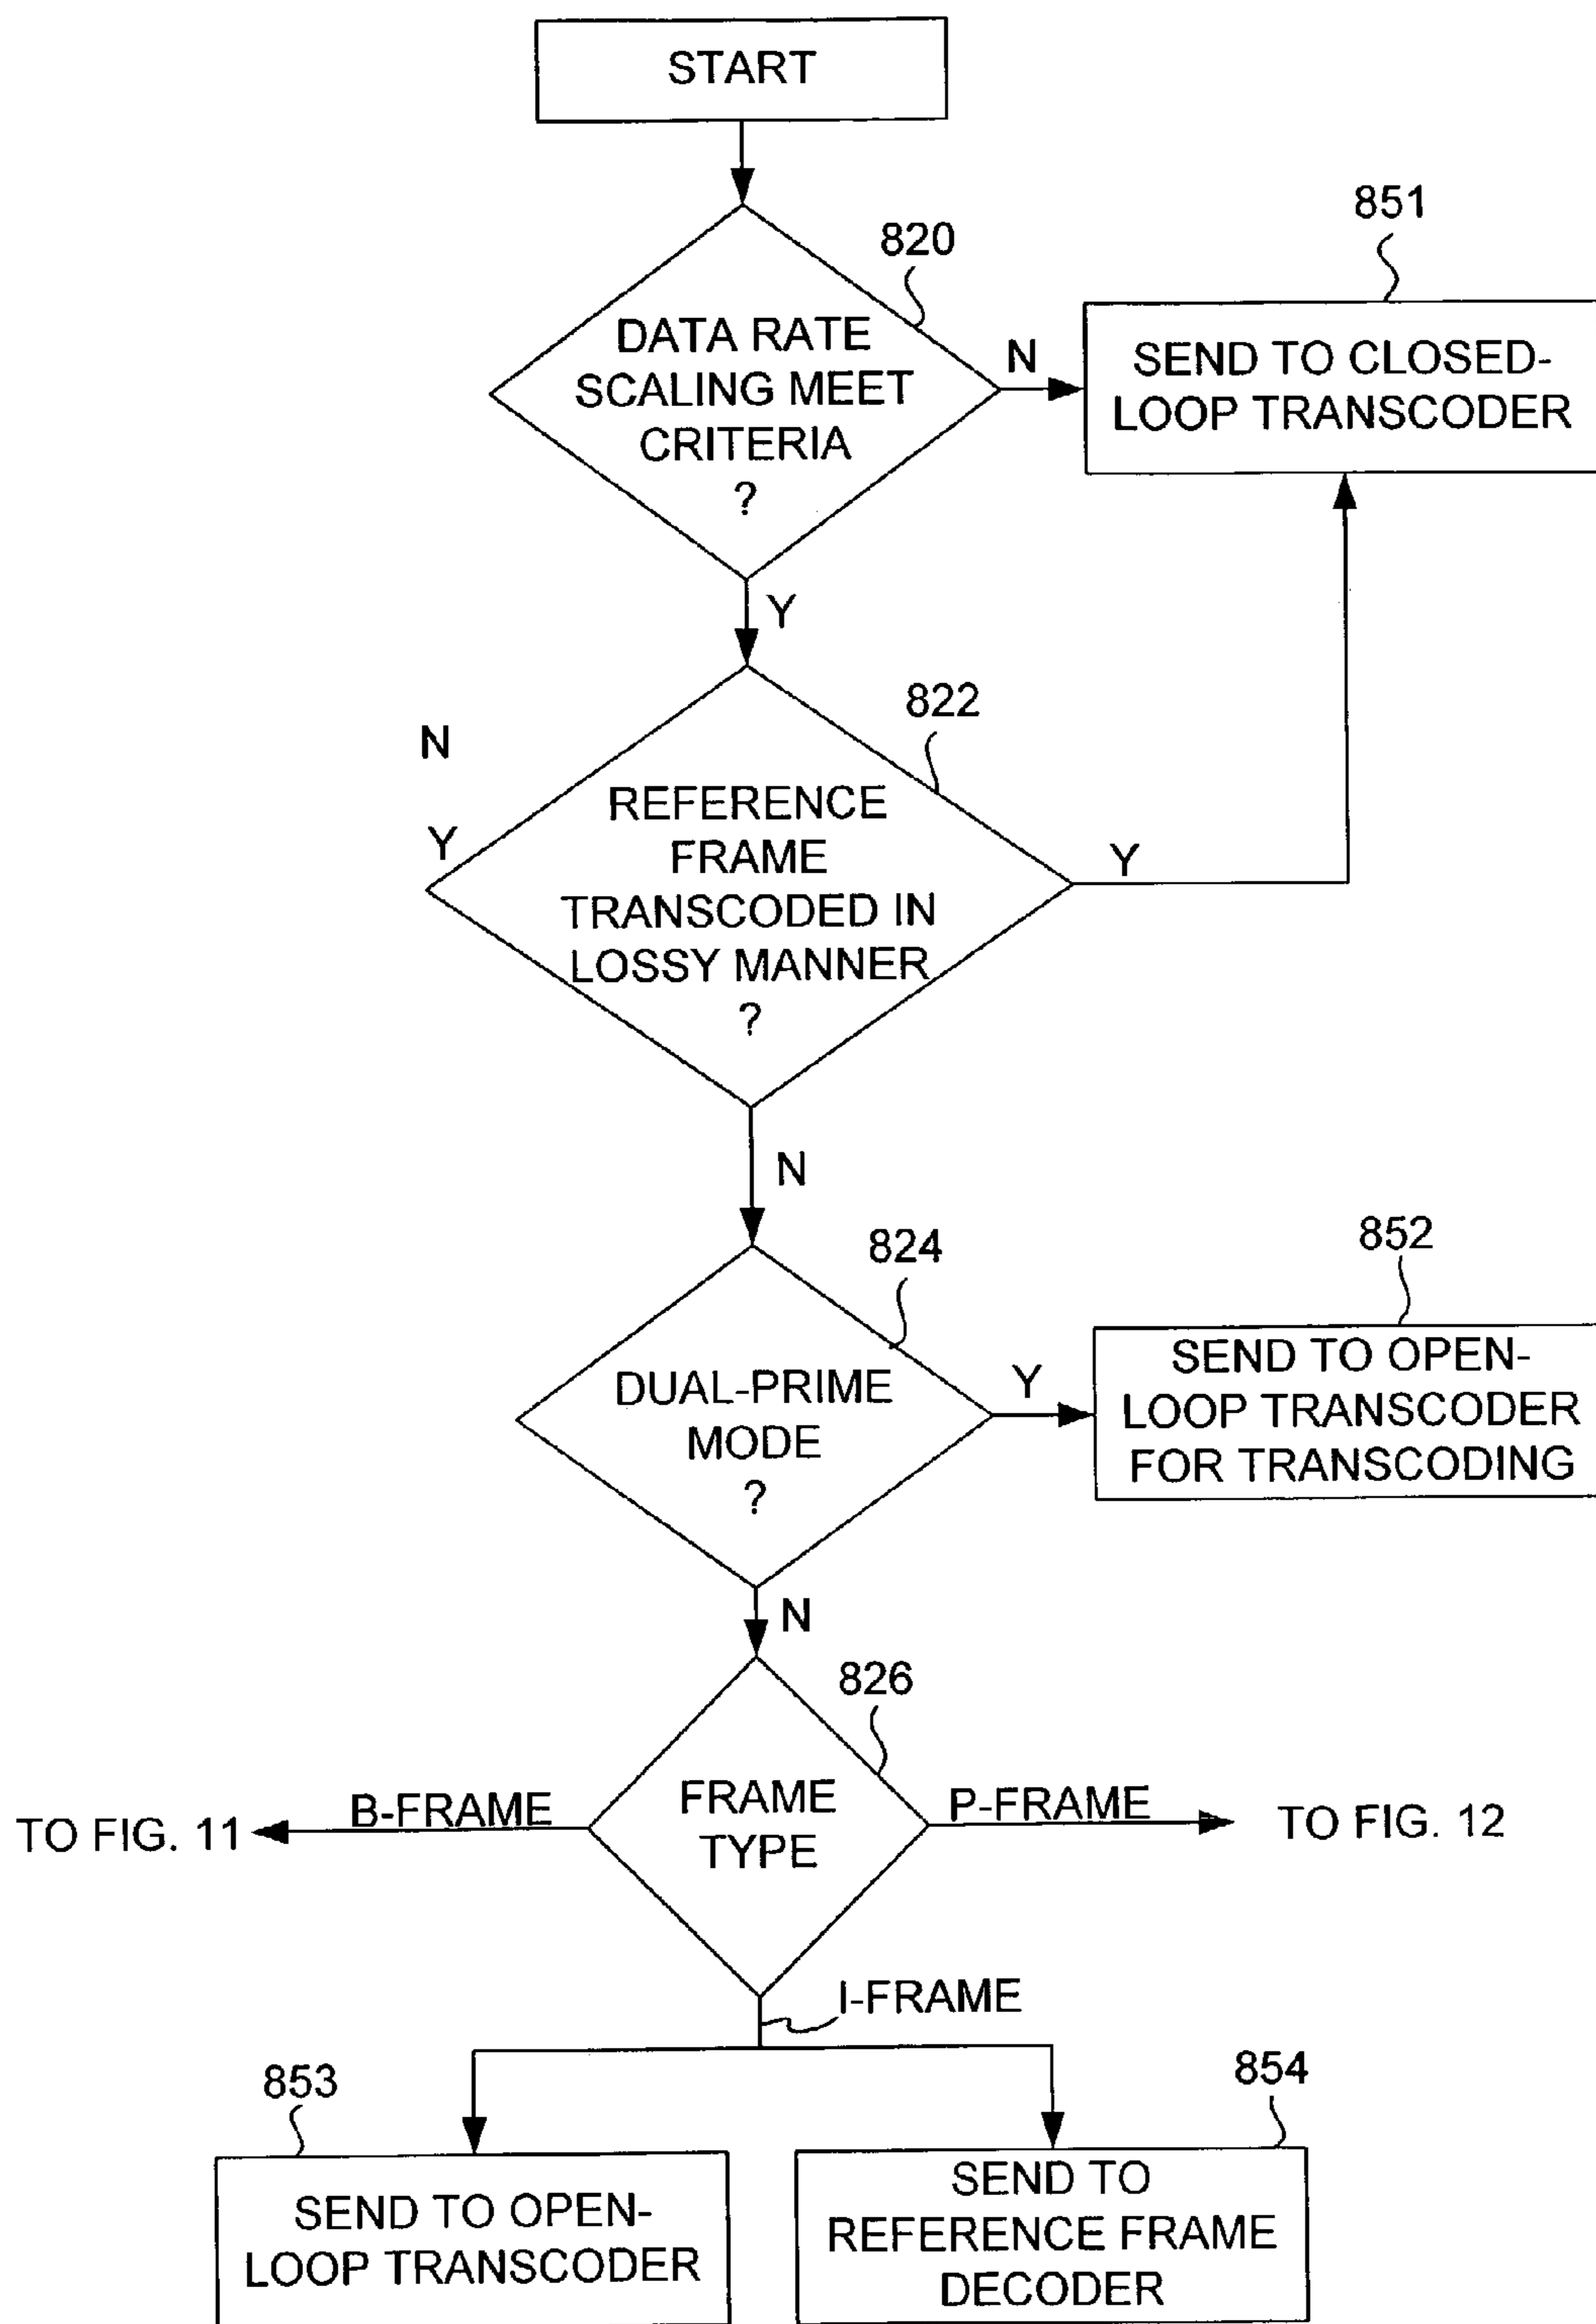 START
820
851
DATA RATE
SCALING MEET
CRITERIA
?
N
SEND TO CLOSED-
LOOP TRANSCODER
Y
822
N
Y
REFERENCE
FRAME
TRANSCODED IN
LOSSY MANNER
?
Y
N
824
852
DUAL-PRIME
MODE
?
Y
SEND TO OPEN-
LOOP TRANSCODER
FOR TRANSCODING
N
826
TO FIG. 11
B-FRAME
FRAME
TYPE
P-FRAME
TO FIG. 12
I-FRAME
853
854
SEND TO OPEN-
LOOP TRANSCODER
SEND TO
REFERENCE FRAME
DECODER